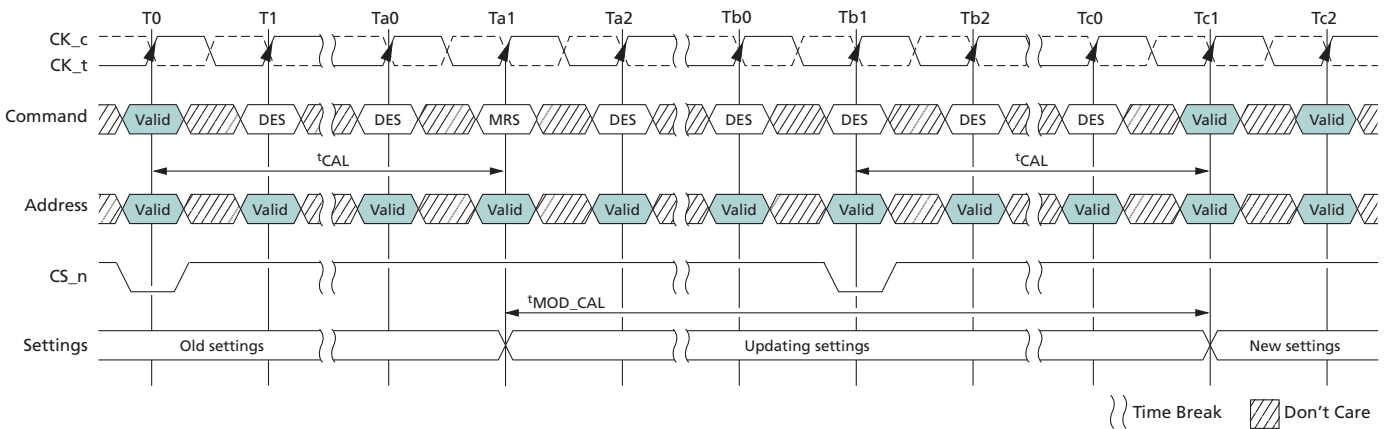 T0 T1 Ta0 Ta1 Ta2 Tb0 Tb1 Tb2 Tc0 Tc1 Tc2
CK_c
CK_t
Command Valid DES DES MRS DES DES DES DES DES Valid Valid
tCAL tCAL
Address Valid Valid Valid Valid Valid Valid Valid Valid Valid Valid Valid
CS_n
tMOD_CAL
Settings Old settings Updating settings New settings
Time Break Don't Care